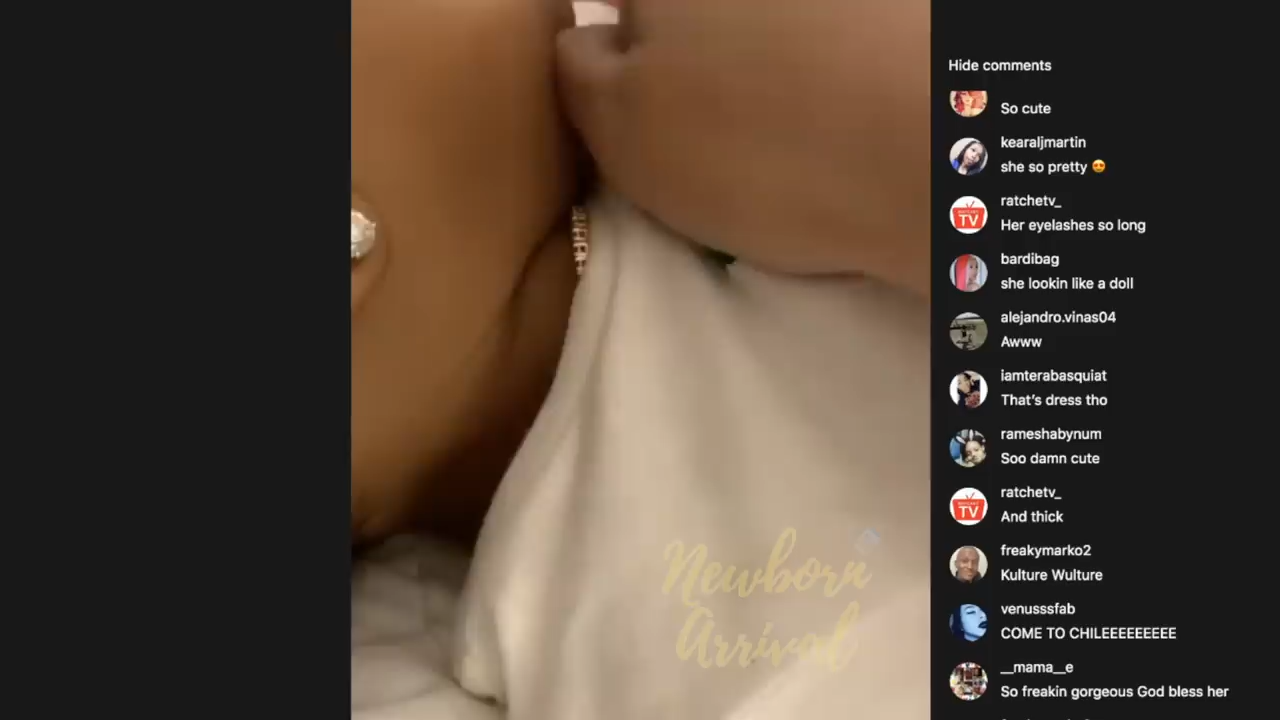 Hide comments
So cute
kearaljmartin
she so pretty 😍
ratchetv_
TV
Her eyelashes so long
bardibag
she lookin like a doll
alejandro.vinas04
Awww
iamterabasquiat
That's dress tho
rameshabynum
Soo damn cute
ratchetv_
TV
And thick
freakymarko2
Kulture Wulture
Newborn
Arrival
venusssfab
COME TO CHILEEEEEEEEE
__mama__e
So freakin gorgeous God bless her